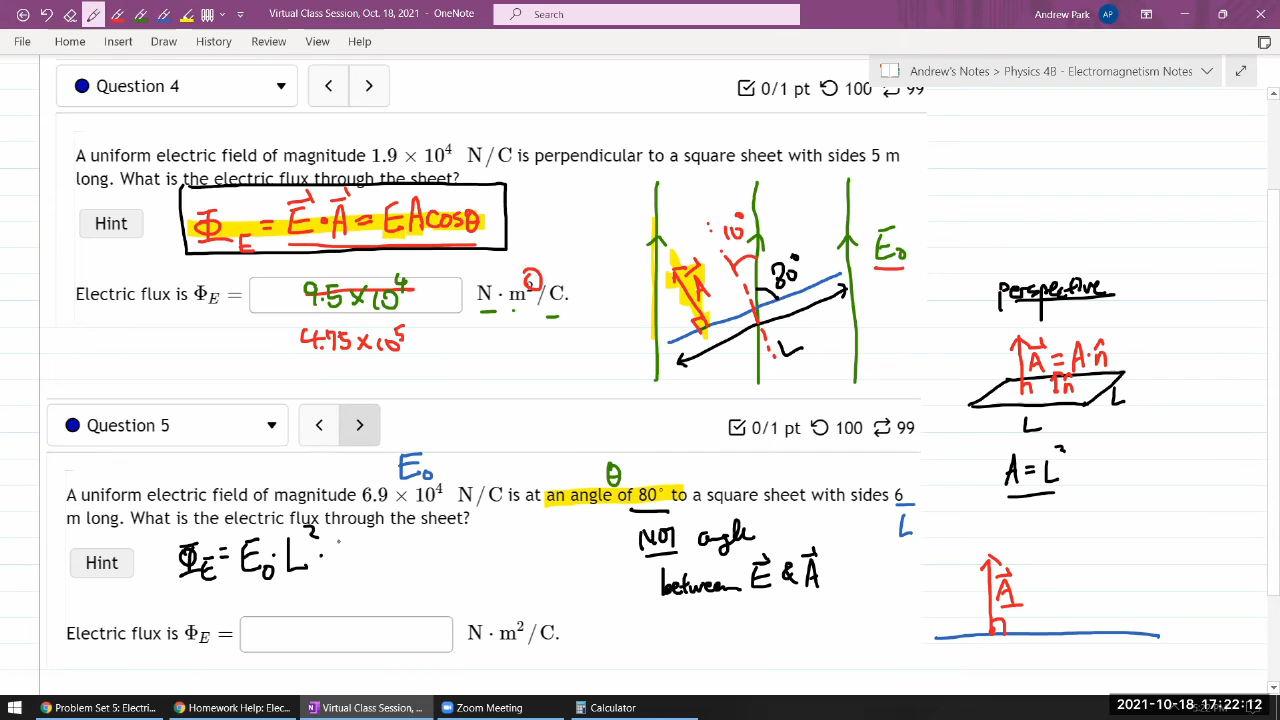 Virtual Class Session, Oct 18, 2021 - OneNote
Search
Andrew Park
AP
File Home Insert Draw History Review View Help
Andrew's Notes > Physics 4B - Electromagnetism Notes
Question 4
0/1 pt 100 99
A uniform electric field of magnitude 1.9 × 10⁴ N/C is perpendicular to a square sheet with sides 5 m
long. What is the electric flux through the sheet?
Hint
Φ_E = E⃗ · A⃗ = EA cosθ
Electric flux is Φ_E =
9.5 × 10⁴
N · m²/C.
4.75 × 10⁵
10°
80°
A⃗
E⃗₀
L
perspective
A⃗ = A · n̂
n̂
L
L
A = L²
Question 5
0/1 pt 100 99
E₀
θ
A uniform electric field of magnitude 6.9 × 10⁴ N/C is at an angle of 80° to a square sheet with sides 6
m long. What is the electric flux through the sheet?
L
Hint
Φ_E = E₀ · L² ·
NOT angle
between E⃗ & A⃗
A⃗
Electric flux is Φ_E =
N · m²/C.
Problem Set 5: Electri...
Homework Help: Elec...
Virtual Class Session,...
Zoom Meeting
Calculator
2021-10-18 17:22:12